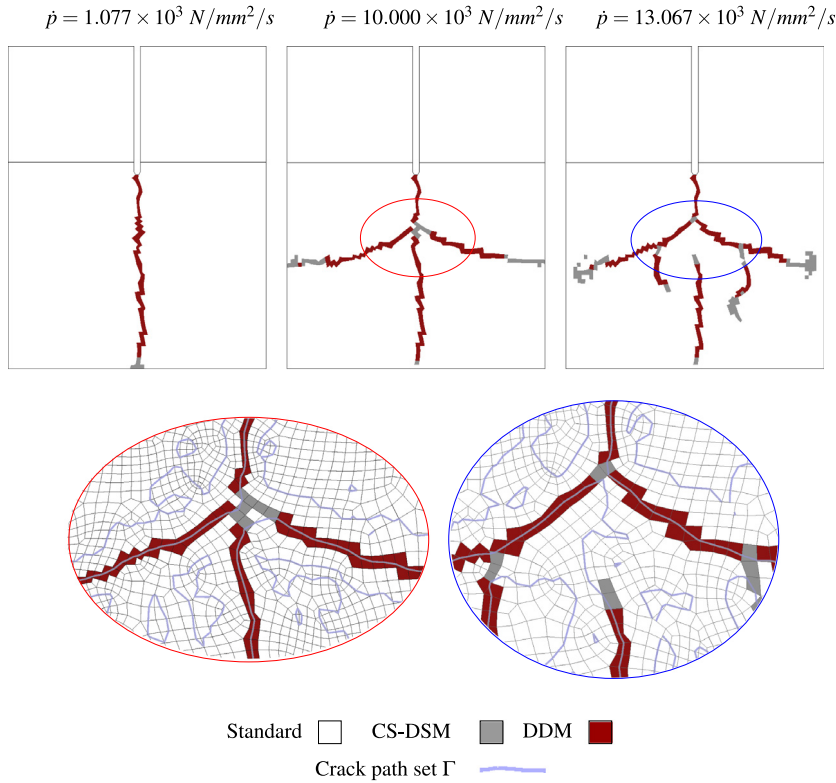 ṗ = 1.077 × 10³ N/mm²/s ṗ = 10.000 × 10³ N/mm²/s ṗ = 13.067 × 10³ N/mm²/s
Standard CS-DSM DDM
Crack path set Γ